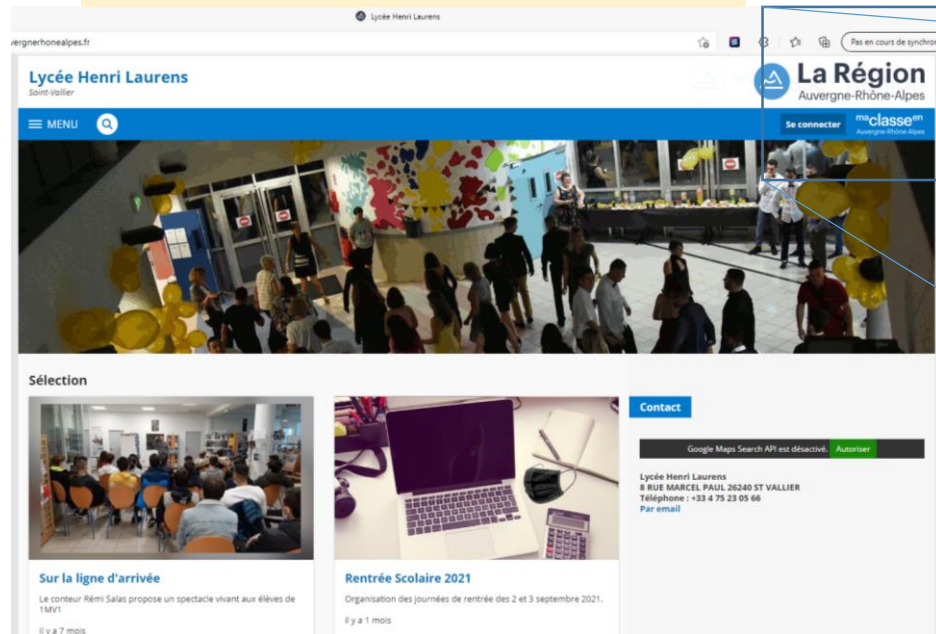 Lycée Henri Laurens
vergnerhonealpes.fr
Pas en cours de synchron
Lycée Henri Laurens
Saint-Vallier
La Région
Auvergne-Rhône-Alpes
MENU
Se connecter
ma classe en
Auvergne-Rhône-Alpes
Sélection
Contact
Google Maps Search API est désactivé. Autoriser
Lycée Henri Laurens
8 RUE MARCEL PAUL 26240 ST VALLIER
Téléphone : +33 4 75 23 05 66
Par email
Sur la ligne d'arrivée
Le conteur Rémi Salas propose un spectacle vivant aux élèves de
1MV1
il y a 7 mois
Rentrée Scolaire 2021
Organisation des journées de rentrée des 2 et 3 septembre 2021.
il y a 1 mois